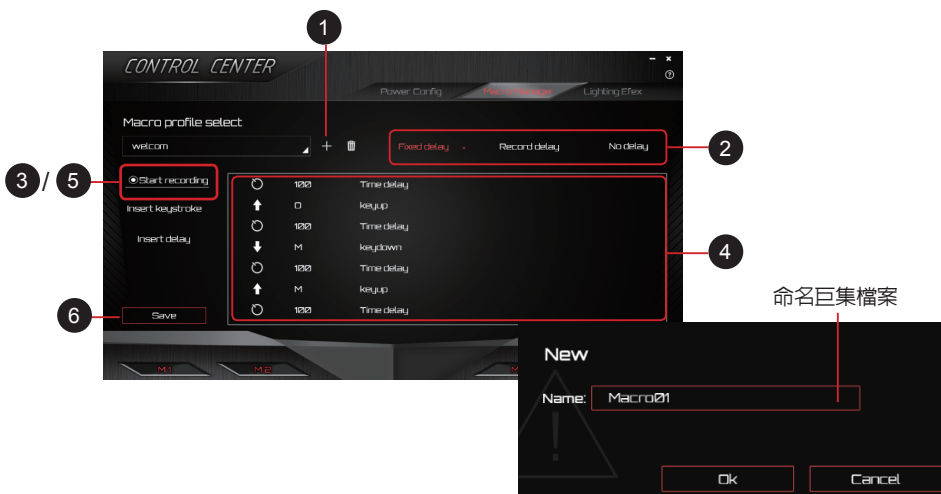 1
CONTROL CENTER
Power Config Lighting Efex
Macro profile select
welcom
Fixed delay - Record delay No delay
2
3 / 5
Start recording
Insert keystroke
Insert delay
100 Time delay
O keyup
100 Time delay
M keydown
100 Time delay
M keyup
100 Time delay
4
命名巨集檔案
6
Save
M1 M2 M
New
Name: Macro01
Ok Cancel